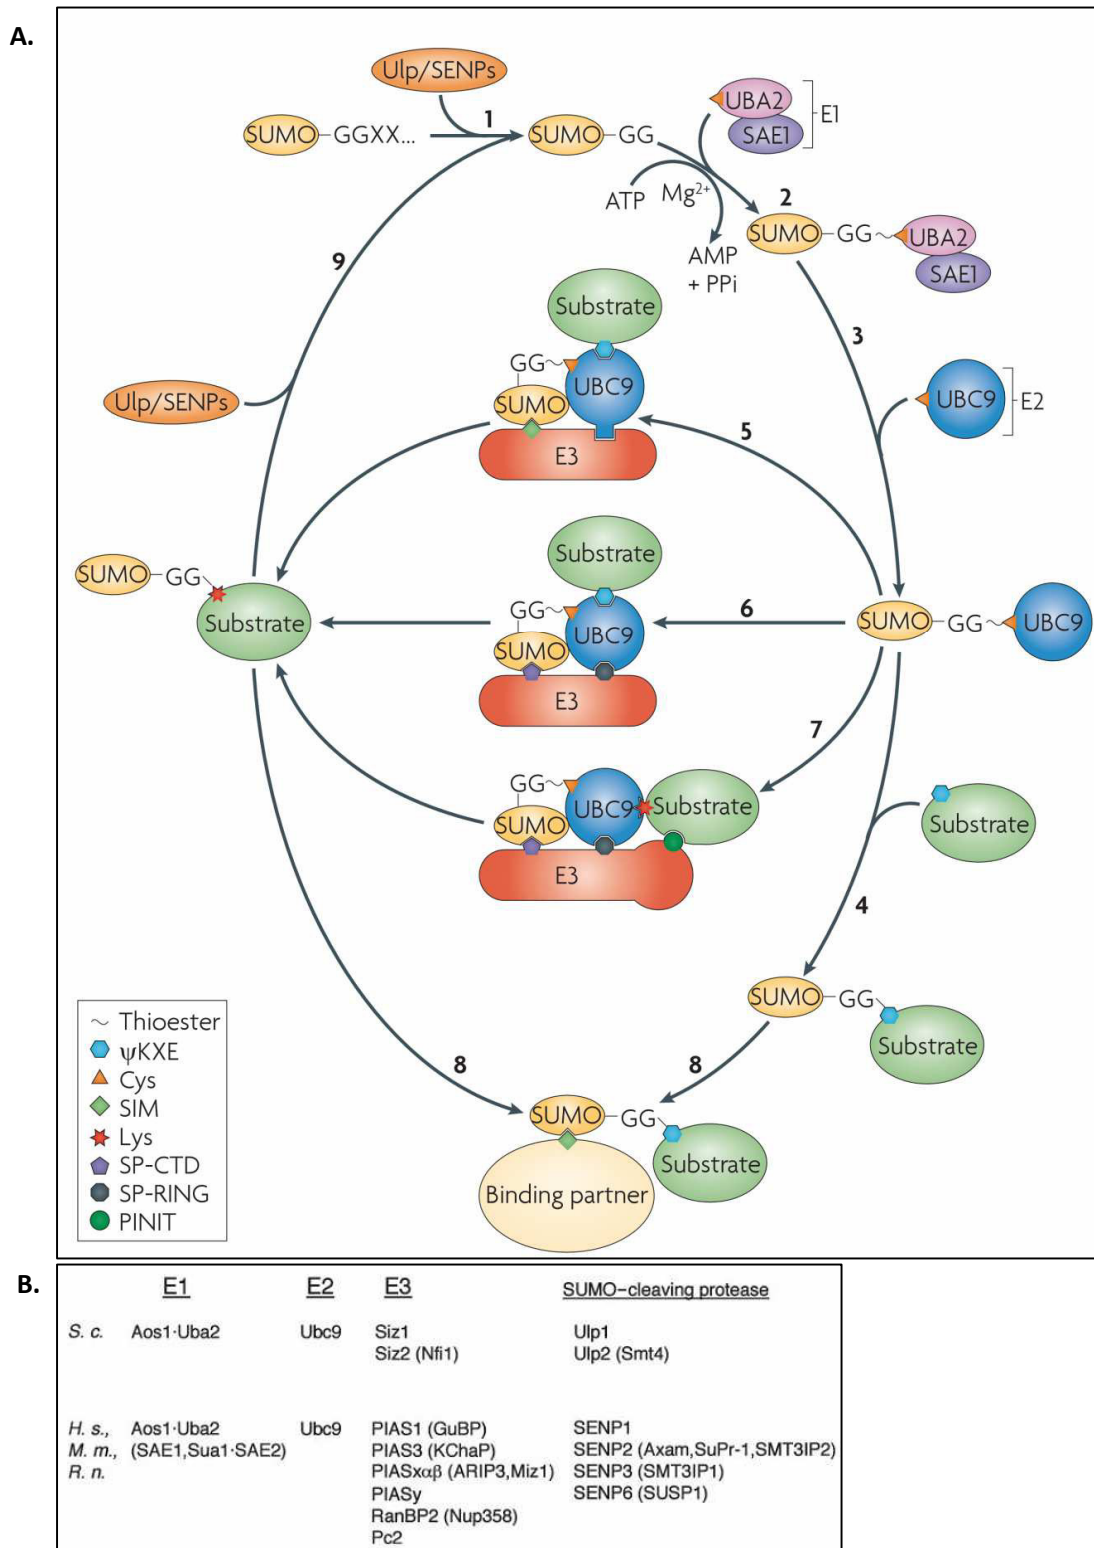 A.
Ulp/SENPs
SUMO GGXX... 1 SUMO GG
UBA2
SAE1
E1
ATP Mg2+
AMP
+ PPi
2
SUMO GG UBA2
SAE1
9
3
Substrate
GG
UBC9
SUMO
E3
5
UBC9 E2
Ulp/SENPs
SUMO GG
Substrate
Substrate
GG
UBC9
SUMO
E3
6
SUMO GG UBC9
7
GG
UBC9 Substrate
SUMO
E3
Substrate
4
SUMO GG
Substrate
8
8
SUMO GG
Substrate
Binding partner
~ Thioester
ψKXE
Cys
SIM
Lys
SP-CTD
SP-RING
PINIT
B.
E1 E2 E3 SUMO-cleaving protease
S. c. Aos1·Uba2 Ubc9 Siz1 Ulp1
Siz2 (Nfi1) Ulp2 (Smt4)
H. s., Aos1·Uba2 Ubc9 PIAS1 (GuBP) SENP1
M. m., (SAE1,Sua1·SAE2) PIAS3 (KChaP) SENP2 (Axam,SuPr-1,SMT3IP2)
R. n. PIASxαβ (ARIP3,Miz1) SENP3 (SMT3IP1)
PIASy SENP6 (SUSP1)
RanBP2 (Nup358)
Pc2